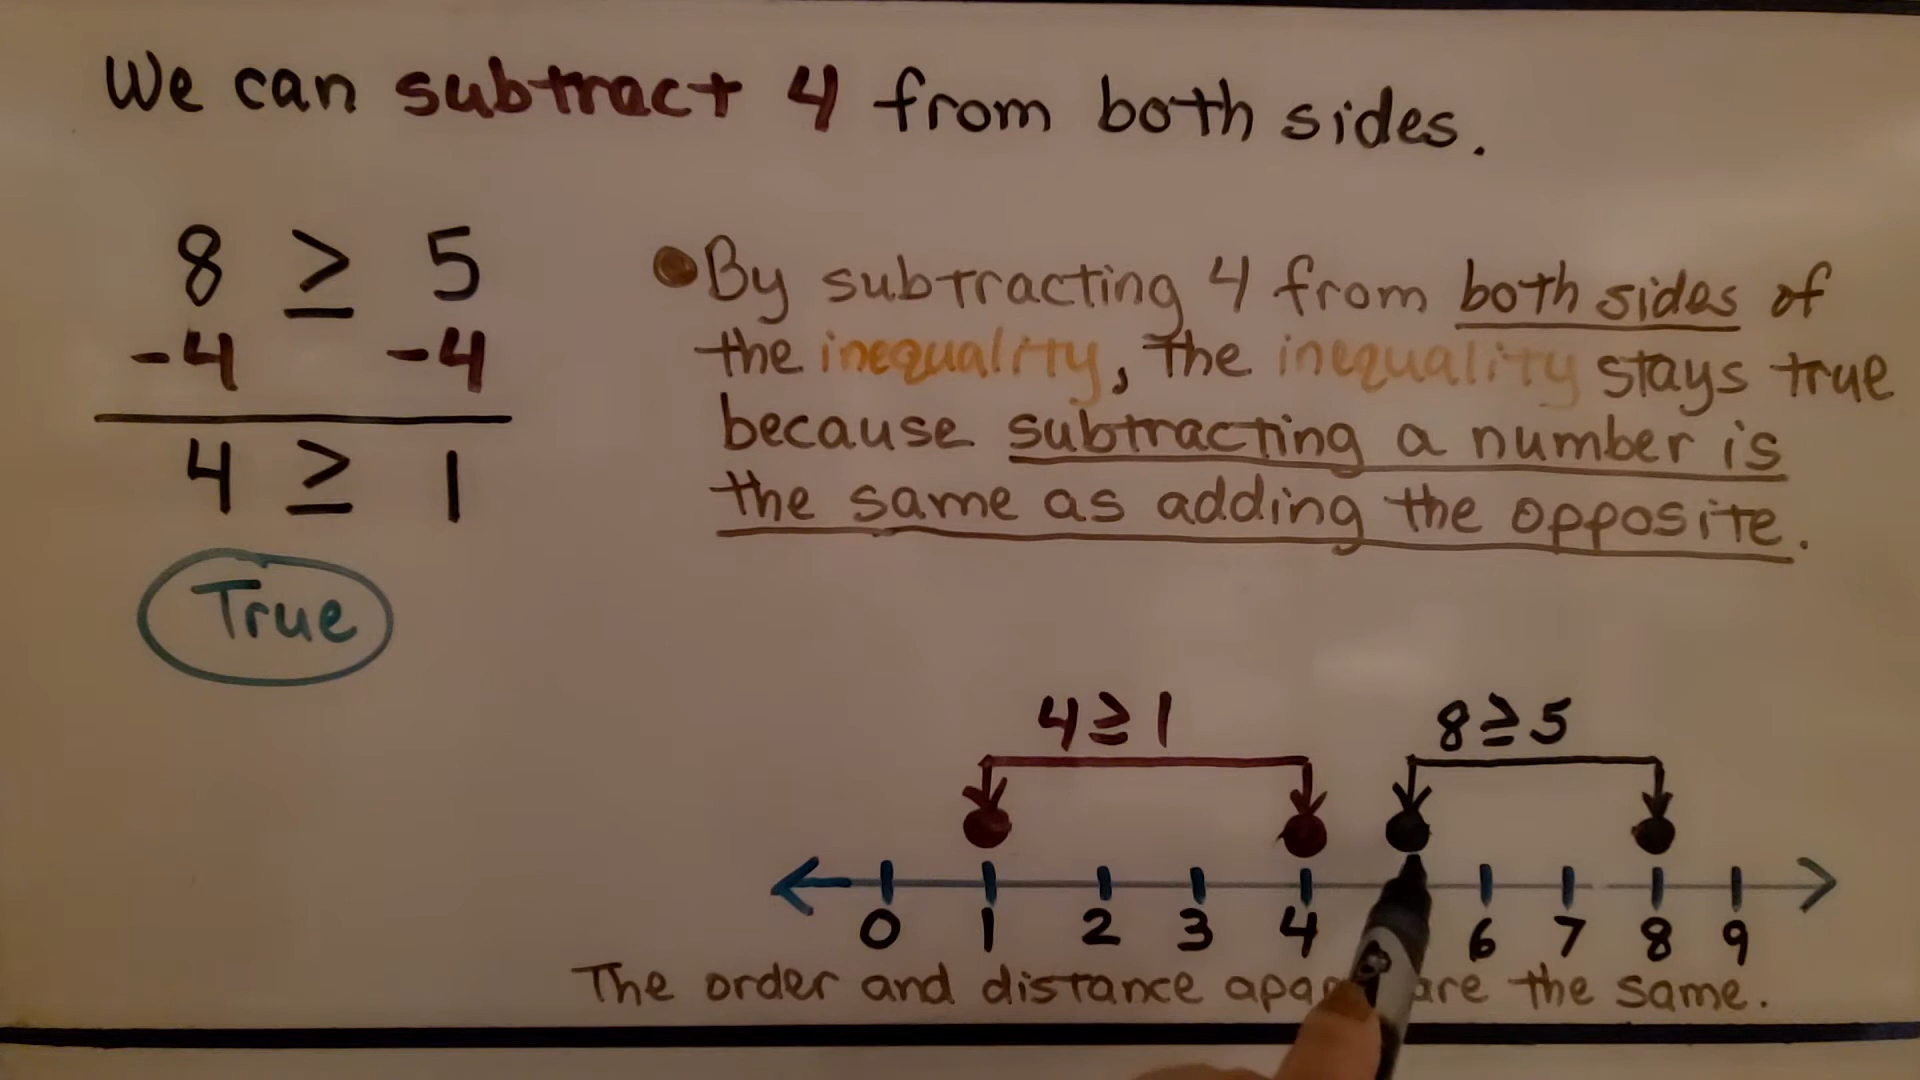 We can subtract 4 from both sides.
8 ≥ 5
-4 -4
4 ≥ 1
True
•By subtracting 4 from both sides of
the inequality, the inequality stays true
because subtracting a number is
the same as adding the opposite.
4≥1 8≥5
0 1 2 3 4 6 7 8 9
The order and distance are the same.